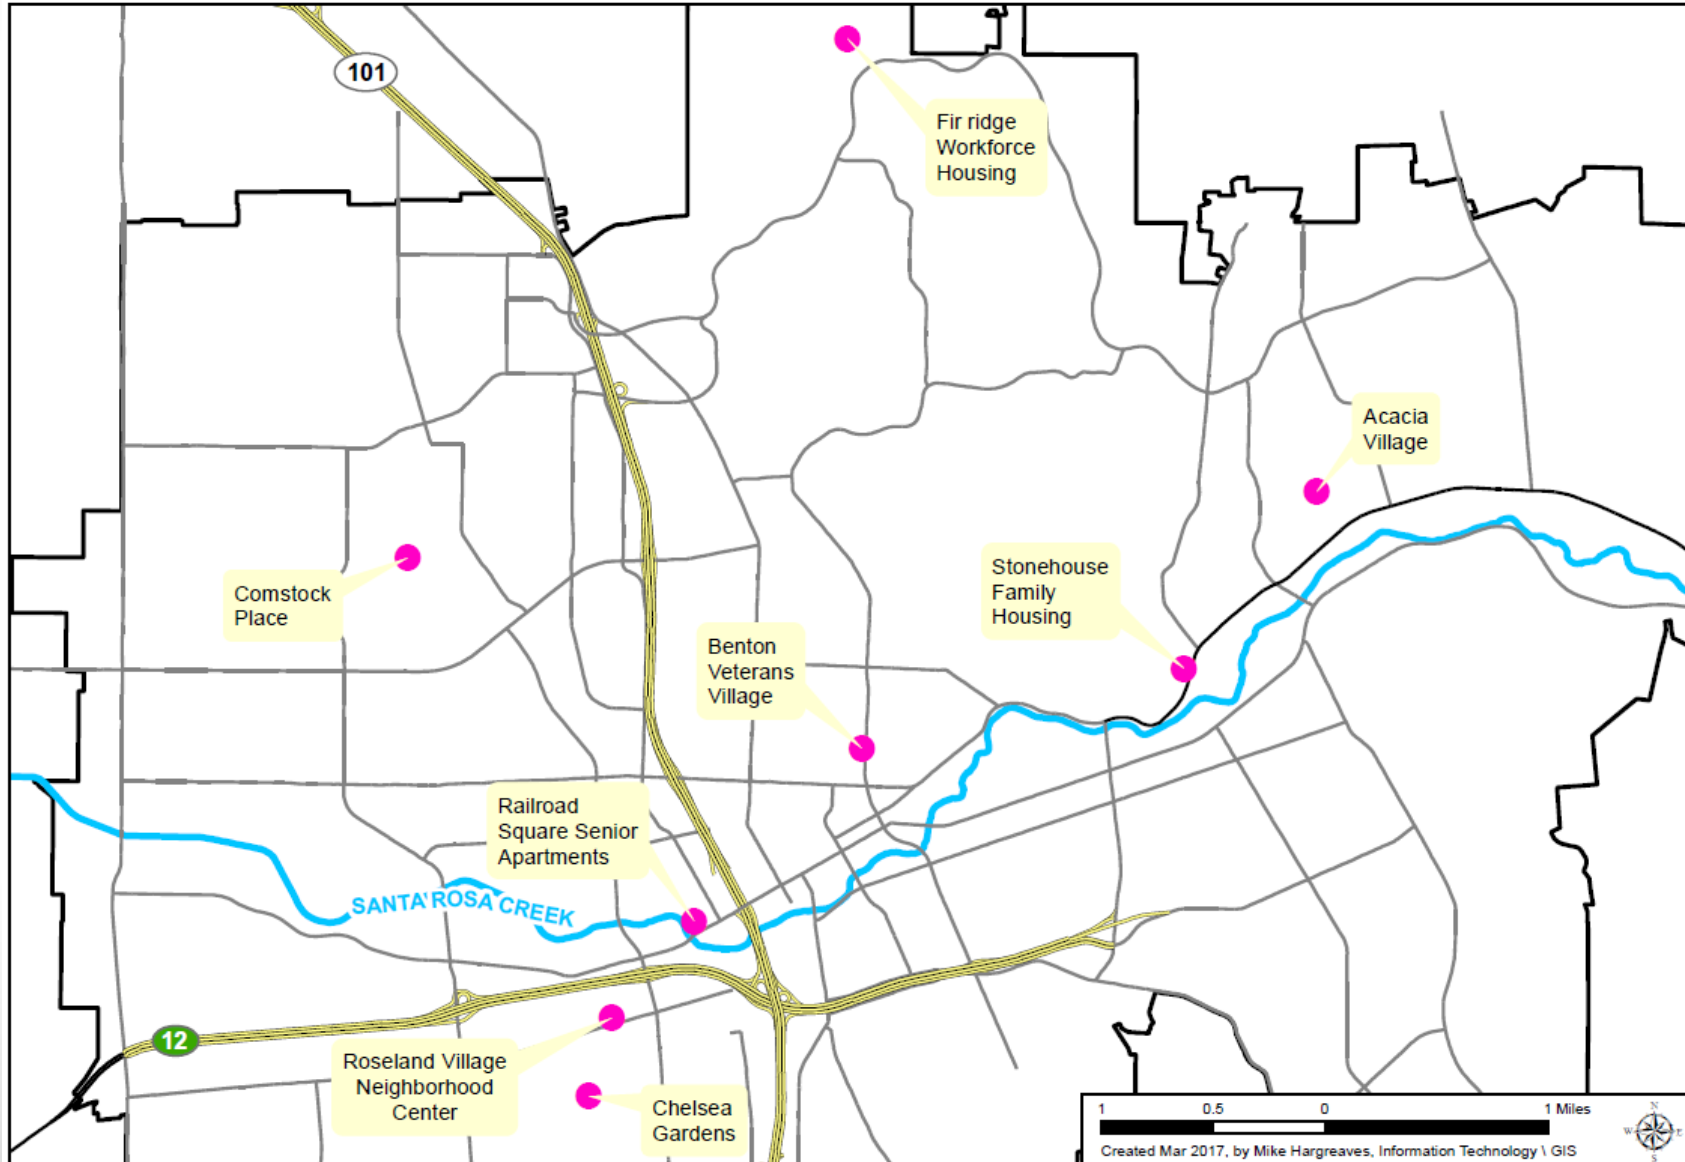 101
Fir ridge
Workforce
Housing
Acacia
Village
Comstock
Place
Stonehouse
Family
Housing
Benton
Veterans
Village
Railroad
Square Senior
Apartments
SANTA ROSA CREEK
12
Roseland Village
Neighborhood
Center
Chelsea
Gardens
1 0.5 0 1 Miles
Created Mar 2017, by Mike Hargreaves, Information Technology \ GIS
N
W E
S